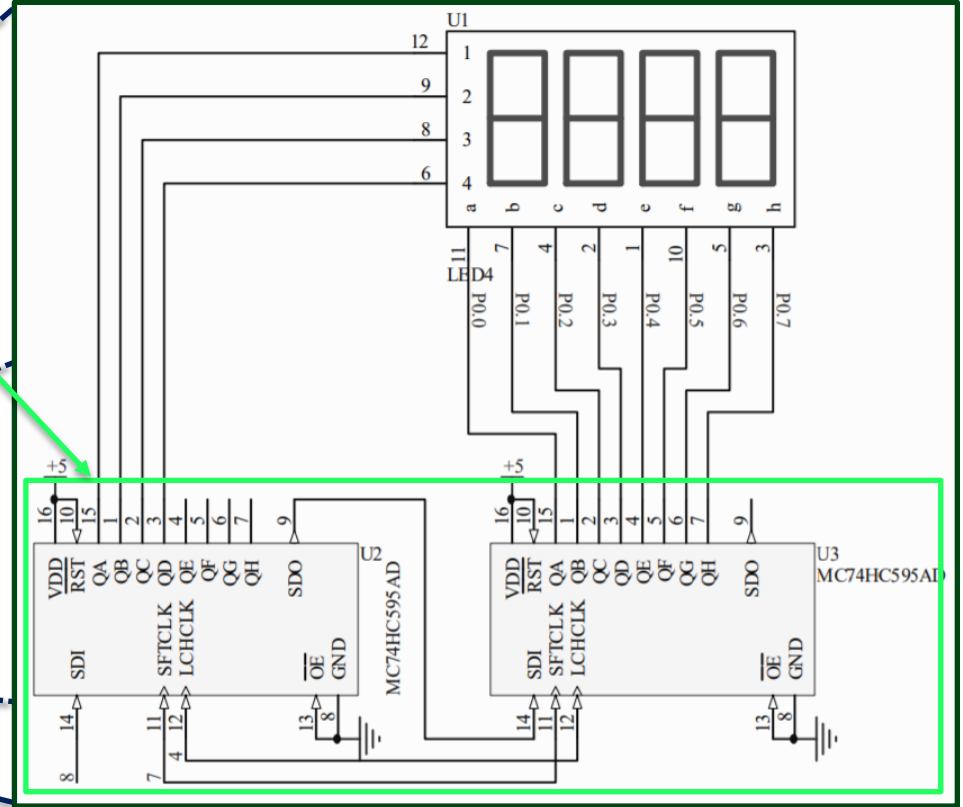 U1
12 1
9 2
8 3
6 4
a b c d e f g h
11 7 4 2 1 10 5 3
LED4
P0.0 P0.1 P0.2 P0.3 P0.4 P0.5 P0.6 P0.7
+5 +5
16 10 15 1 2 3 4 5 6 7 9
16 10 15 1 2 3 4 5 6 7 9
VDD RST QA QB QC QD QE QF QG QH SDO
U2
MC74HC595AD
VDD RST QA QB QC QD QE QF QG QH SDO
U3
MC74HC595AD
SDI SFTCLK LCHCLK OE GND
SDI SFTCLK LCHCLK OE GND
14 11 12 13 8
14 11 12 13 8
8 7 4